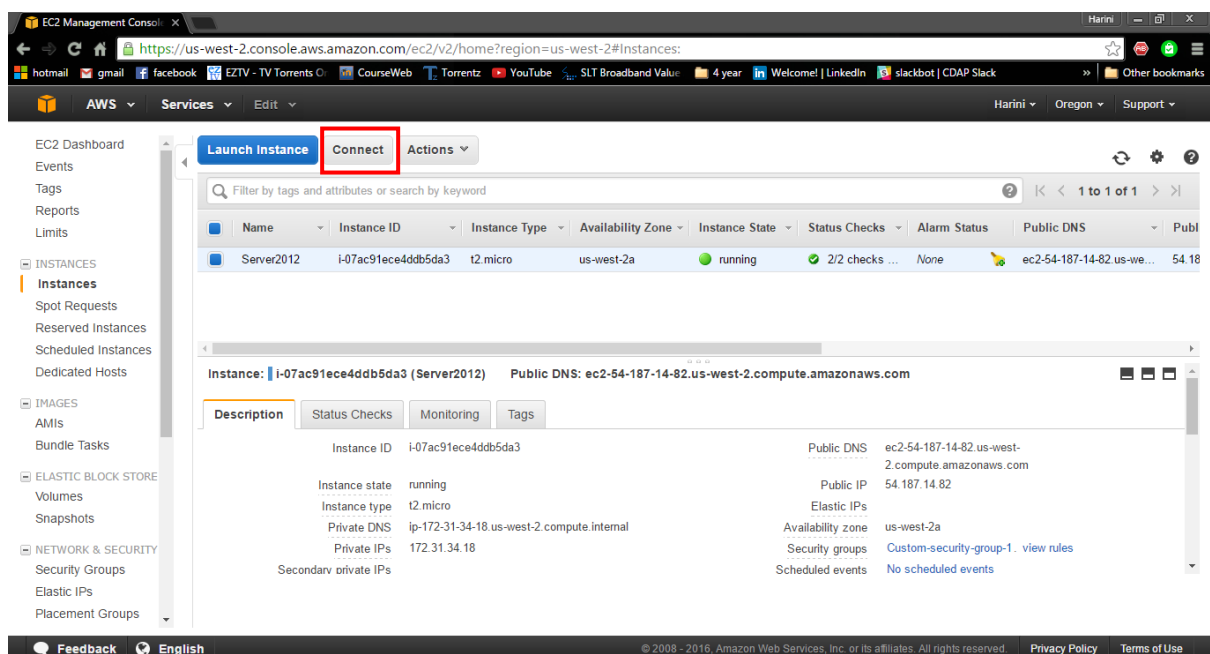 EC2 Management Consol
Harini
https://us-west-2.console.aws.amazon.com/ec2/v2/home?region=us-west-2#Instances:
hotmail gmail facebook EZTV - TV Torrents O CourseWeb Torrentz YouTube SLT Broadband Value 4 year Welcome! | LinkedIn slackbot | CDAP Slack » Other bookmarks
AWS Services Edit Harini Oregon Support
EC2 Dashboard
Events
Tags
Reports
Limits
INSTANCES
Instances
Spot Requests
Reserved Instances
Scheduled Instances
Dedicated Hosts
IMAGES
AMIs
Bundle Tasks
ELASTIC BLOCK STORE
Volumes
Snapshots
NETWORK & SECURITY
Security Groups
Elastic IPs
Placement Groups
Launch Instance Connect Actions
Filter by tags and attributes or search by keyword
1 to 1 of 1
Name Instance ID Instance Type Availability Zone Instance State Status Checks Alarm Status Public DNS Publ
Server2012 i-07ac91ece4ddb5da3 t2.micro us-west-2a running 2/2 checks ... None ec2-54-187-14-82.us-we... 54.18
Instance: i-07ac91ece4ddb5da3 (Server2012) Public DNS: ec2-54-187-14-82.us-west-2.compute.amazonaws.com
Description Status Checks Monitoring Tags
Instance ID i-07ac91ece4ddb5da3
Instance state running
Instance type t2.micro
Private DNS ip-172-31-34-18.us-west-2.compute.internal
Private IPs 172.31.34.18
Secondary private IPs
Public DNS ec2-54-187-14-82.us-west-
2.compute.amazonaws.com
Public IP 54.187.14.82
Elastic IPs
Availability zone us-west-2a
Security groups Custom-security-group-1. view rules
Scheduled events No scheduled events
Feedback English © 2008 - 2016, Amazon Web Services, Inc. or its affiliates. All rights reserved. Privacy Policy Terms of Use